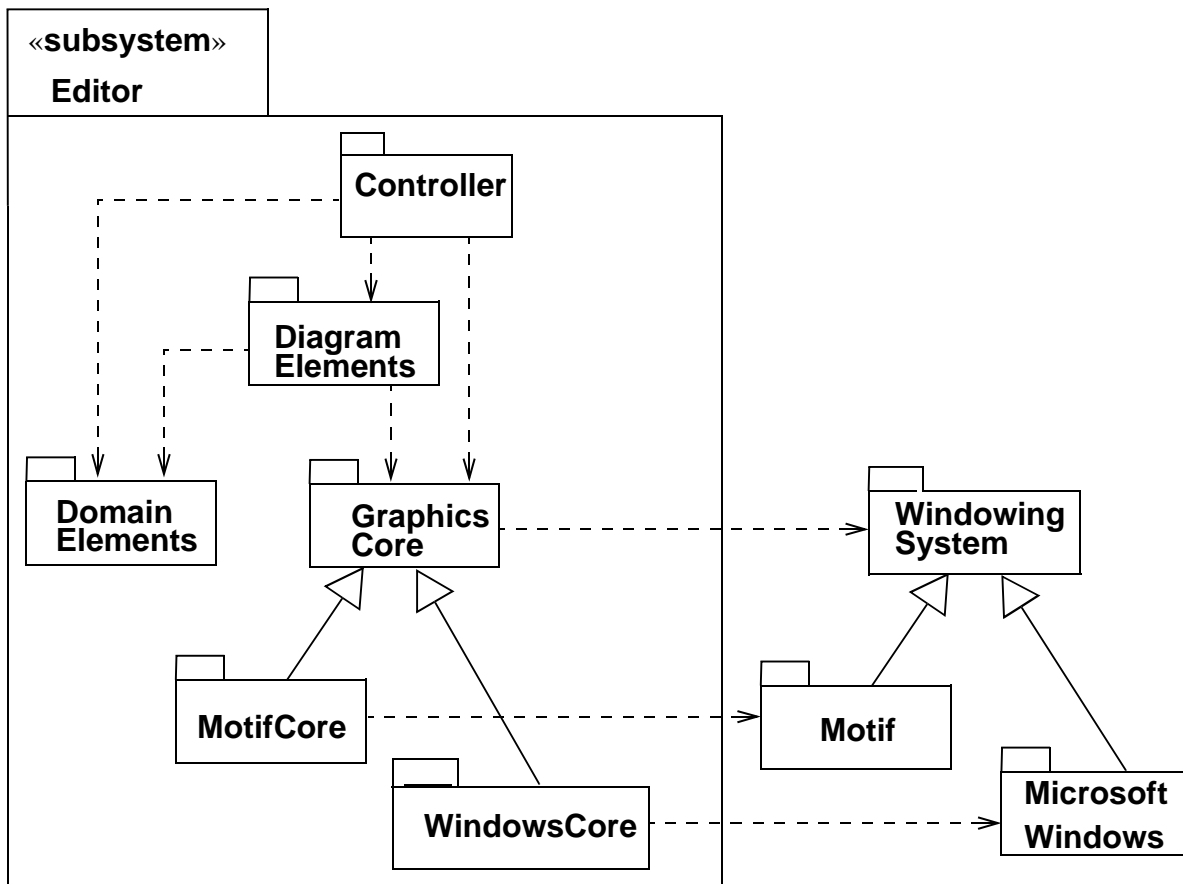 «subsystem»
Editor
Controller
Diagram
Elements
Domain
Elements
Graphics
Core
Windowing
System
MotifCore
Motif
WindowsCore
Microsoft
Windows